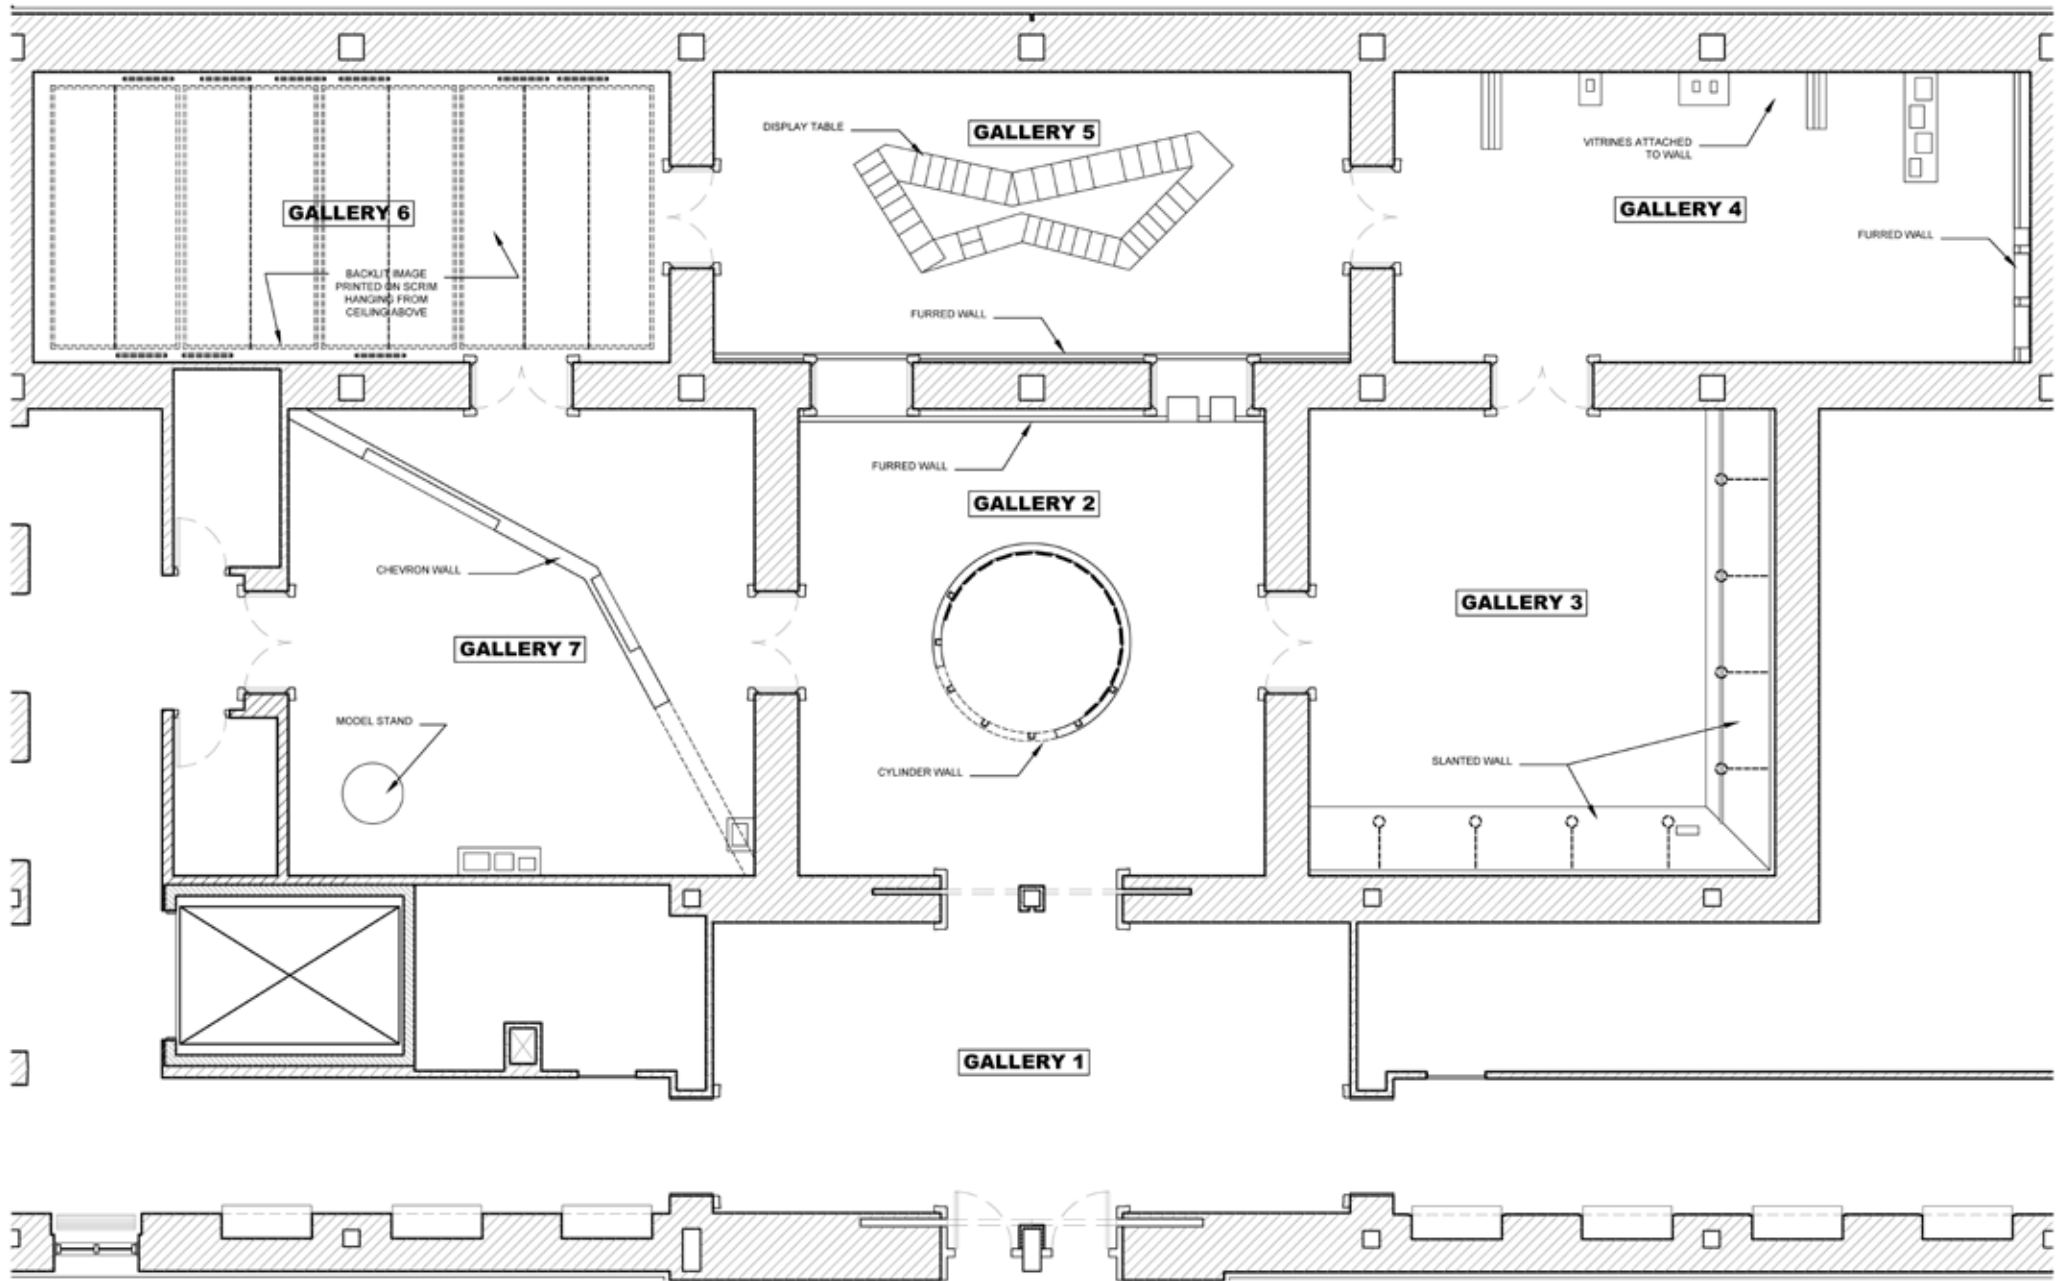 DISPLAY TABLE
GALLERY 5
VITRINES ATTACHED
TO WALL
GALLERY 6
GALLERY 4
FURRED WALL
BACKLIT IMAGE
PRINTED ON SCRIM
HANGING FROM
CEILING ABOVE
FURRED WALL
FURRED WALL
GALLERY 2
CHEVRON WALL
GALLERY 3
GALLERY 7
MODEL STAND
SLANTED WALL
CYLINDER WALL
GALLERY 1